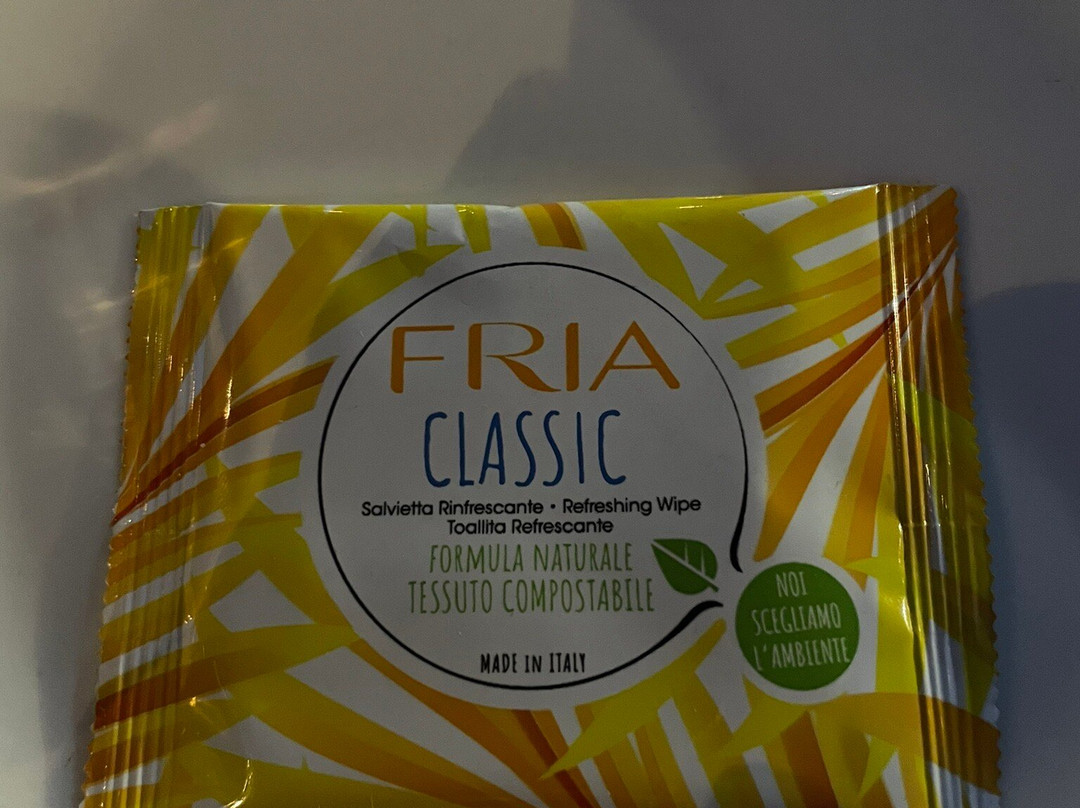 FRIA
CLASSIC
Salvietta Rinfrescante • Refreshing Wipe
Toallita Refrescante
FORMULA NATURALE
TESSUTO COMPOSTABILE
MADE IN ITALY
NOI
SCEGLIAMO
L'AMBIENTE